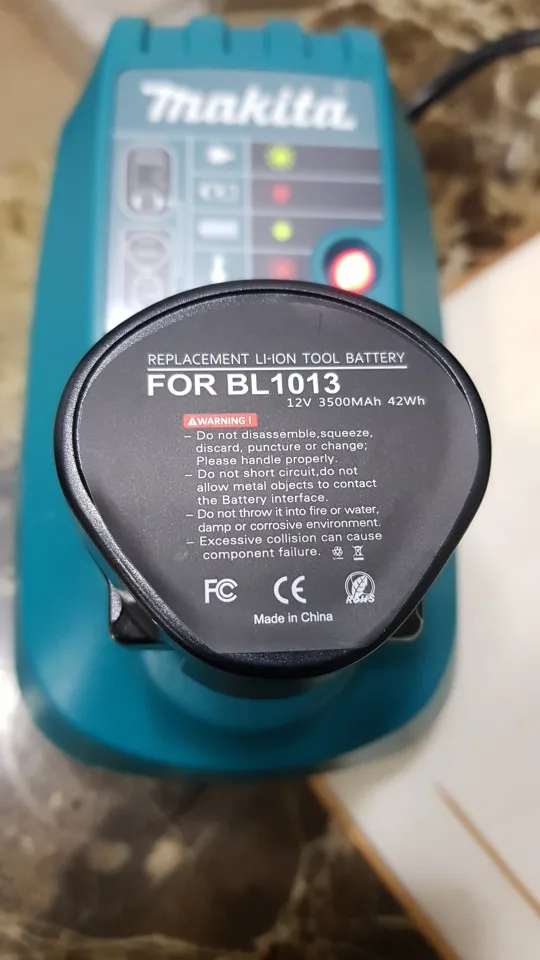 makita
REPLACEMENT LI-ION TOOL BATTERY
FOR BL1013
12V 3500MAh 42Wh
WARNING !
– Do not disassemble,squeeze,
discard, puncture or change;
Please handle properly.
– Do not short circuit,do not
allow metal objects to contact
the Battery interface.
– Do not throw it into fire or water,
damp or corrosive environment.
– Excessive collision can cause
component failure.
FC CE RoHS
Made in China